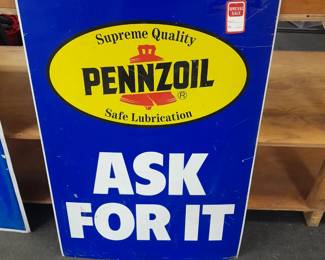 Supreme Quality
PENNZOIL
®
Safe Lubrication
ASK
FOR IT